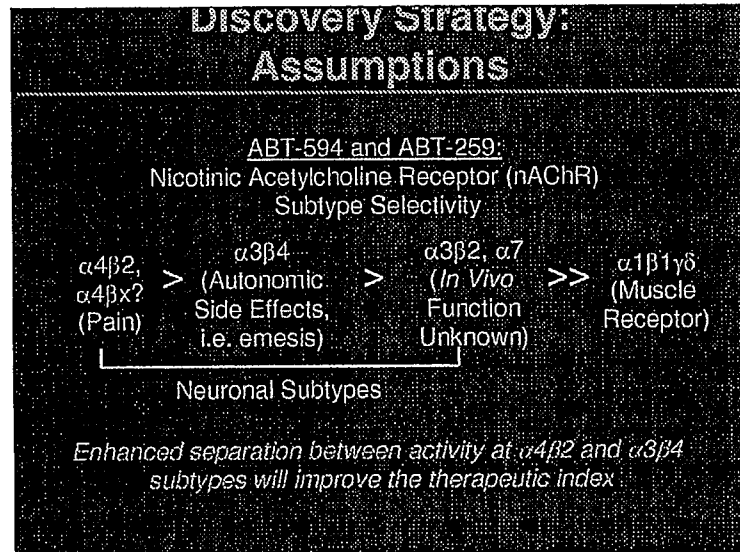 Discovery Strategy:
Assumptions
ABT-594 and ABT-259:
Nicotinic Acetylcholine Receptor (nAChR)
Subtype Selectivity
α4β2,
α4βx?
(Pain)
>
α3β4
(Autonomic
Side Effects,
i.e. emesis)
>
α3β2, α7
(In Vivo
Function
Unknown)
>>
α1β1γδ
(Muscle
Receptor)
Neuronal Subtypes
Enhanced separation between activity at α4β2 and α3β4
subtypes will improve the therapeutic index